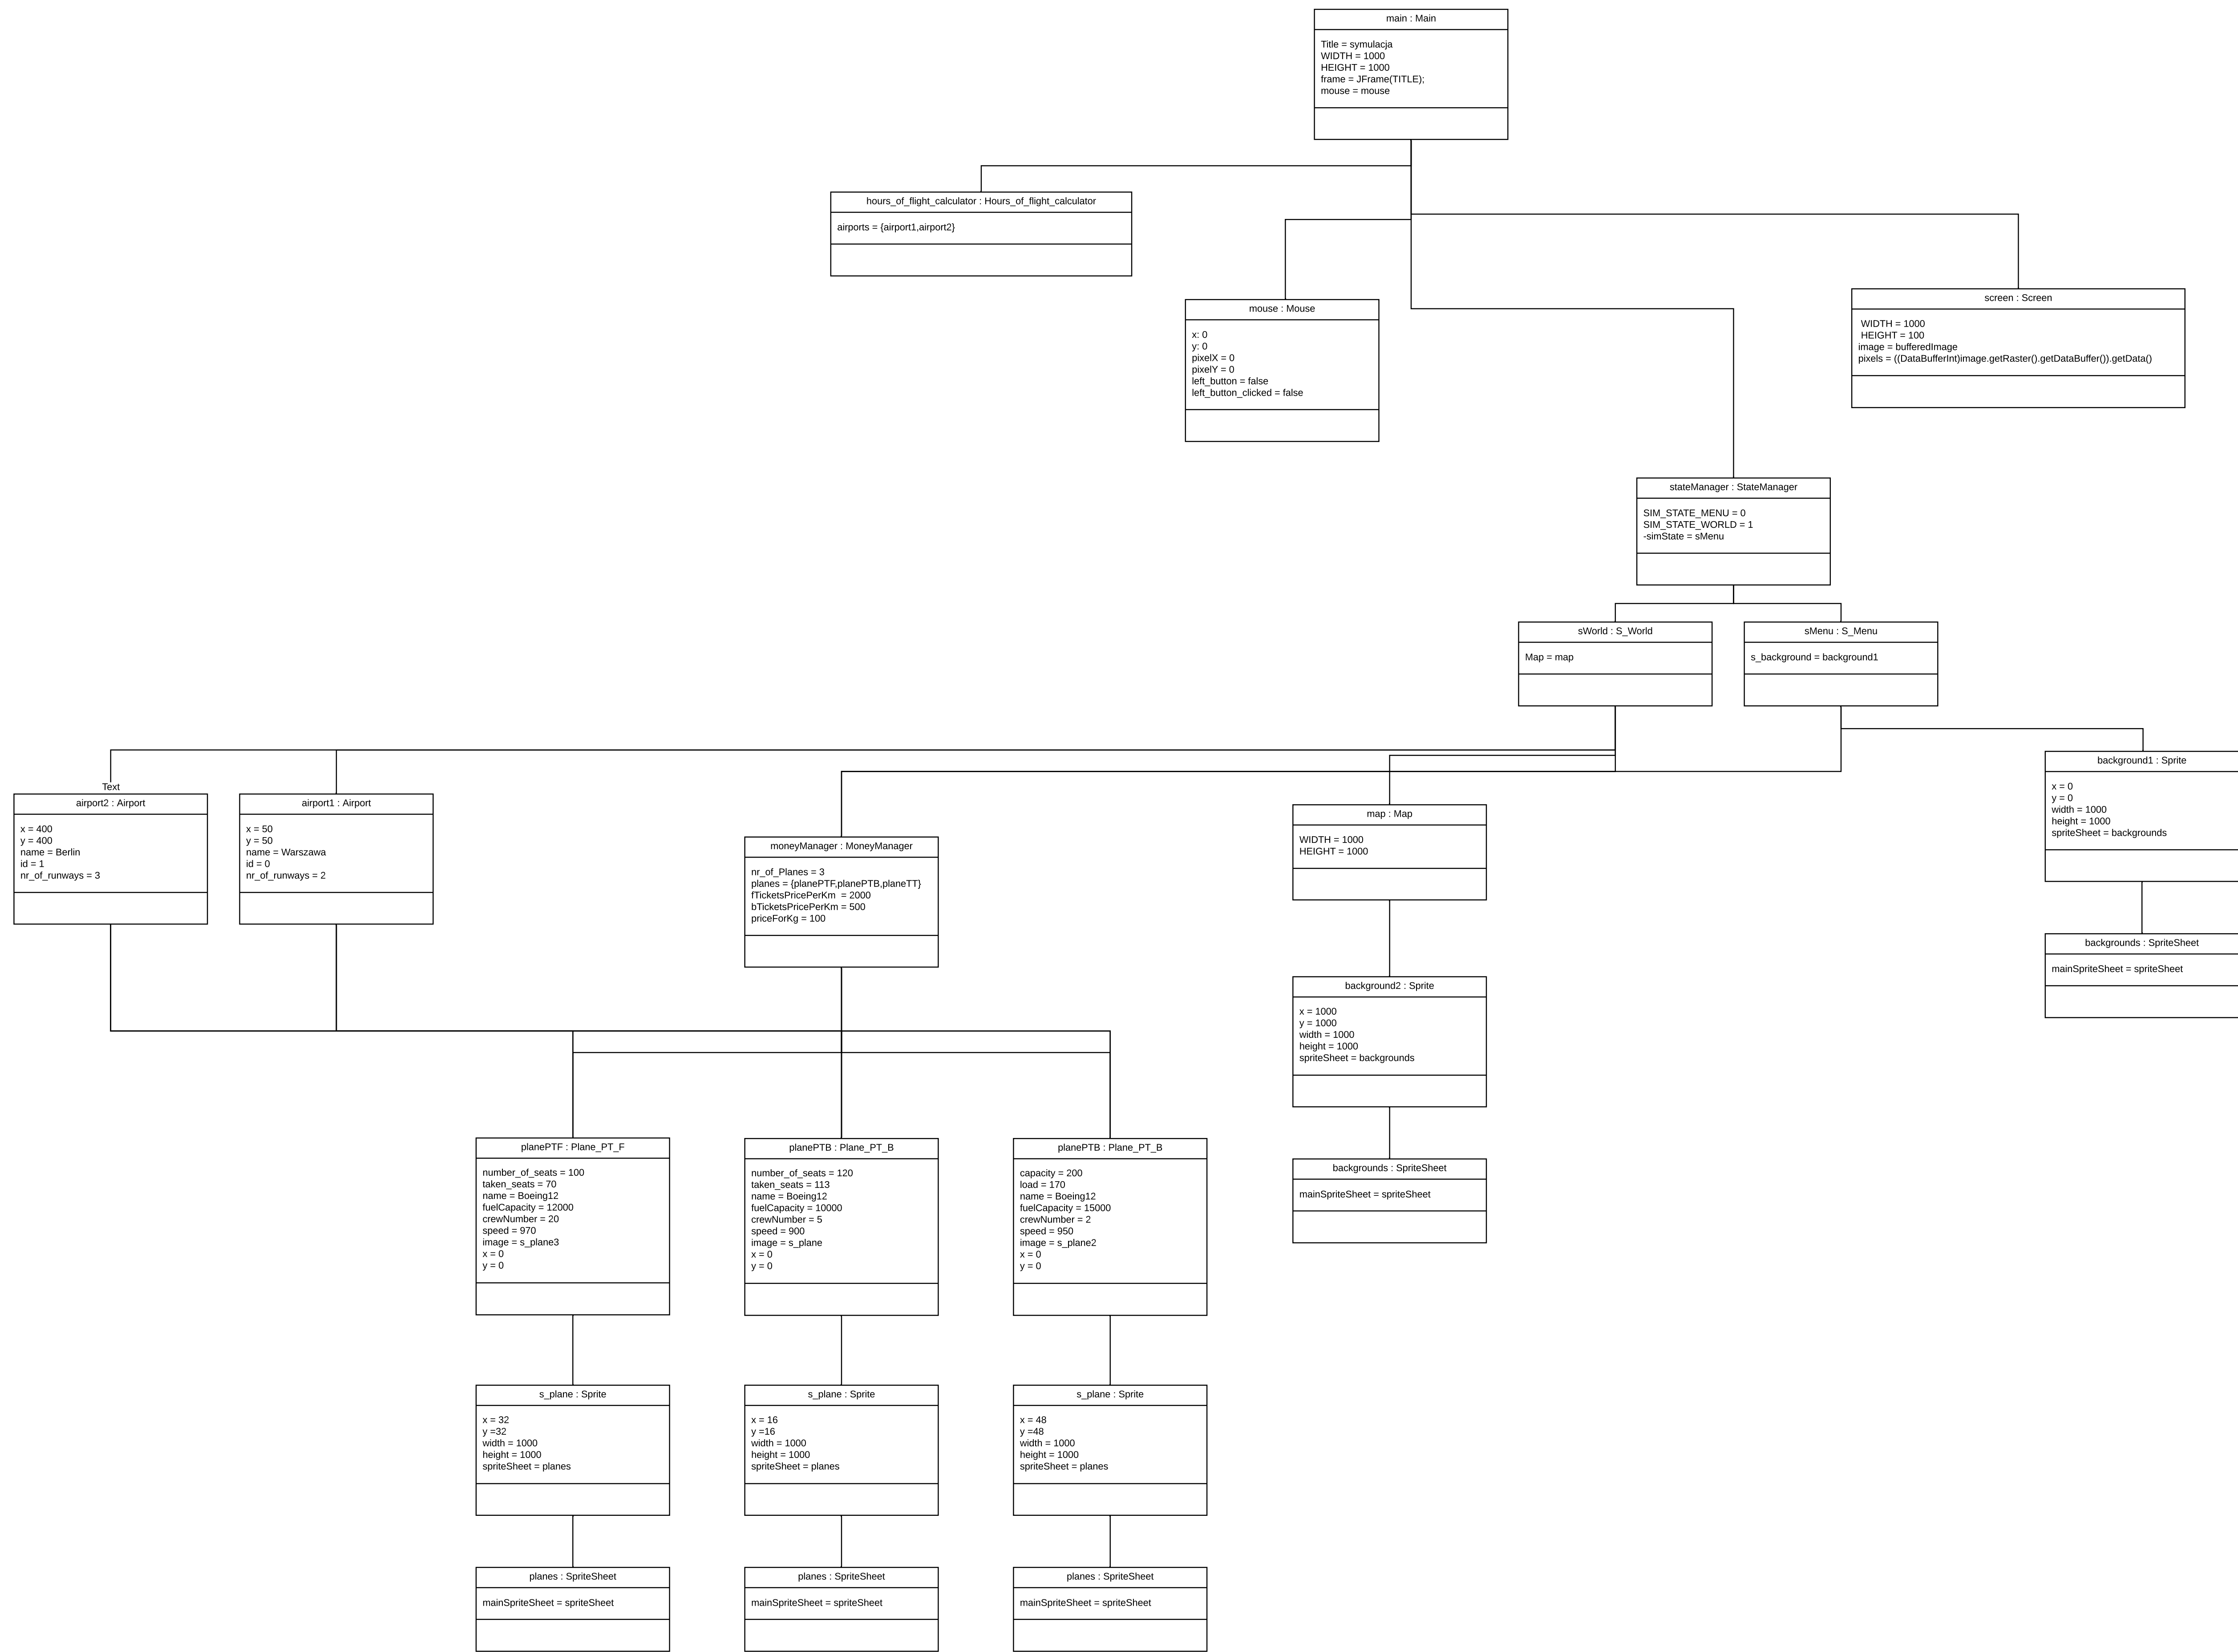 main : Main
Title = symulacja
WIDTH = 1000
HEIGHT = 1000
frame = JFrame(TITLE);
mouse = mouse
hours_of_flight_calculator : Hours_of_flight_calculator
airports = {airport1,airport2}
mouse : Mouse
x: 0
y: 0
pixelX = 0
pixelY = 0
left_button = false
left_button_clicked = false
screen : Screen
WIDTH = 1000
HEIGHT = 100
image = bufferedImage
pixels = ((DataBufferInt)image.getRaster().getDataBuffer()).getData()
stateManager : StateManager
SIM_STATE_MENU = 0
SIM_STATE_WORLD = 1
-simState = sMenu
sWorld : S_World
Map = map
sMenu : S_Menu
s_background = background1
Text
airport2 : Airport
x = 400
y = 400
name = Berlin
id = 1
nr_of_runways = 3
airport1 : Airport
x = 50
y = 50
name = Warszawa
id = 0
nr_of_runways = 2
moneyManager : MoneyManager
nr_of_Planes = 3
planes = {planePTF,planePTB,planeTT}
fTicketsPricePerKm  = 2000
bTicketsPricePerKm = 500
priceForKg = 100
map : Map
WIDTH = 1000
HEIGHT = 1000
background1 : Sprite
x = 0
y = 0
width = 1000
height = 1000
spriteSheet = backgrounds
backgrounds : SpriteSheet
mainSpriteSheet = spriteSheet
background2 : Sprite
x = 1000
y = 1000
width = 1000
height = 1000
spriteSheet = backgrounds
backgrounds : SpriteSheet
mainSpriteSheet = spriteSheet
planePTF : Plane_PT_F
number_of_seats = 100
taken_seats = 70
name = Boeing12
fuelCapacity = 12000
crewNumber = 20
speed = 970
image = s_plane3
x = 0
y = 0
planePTB : Plane_PT_B
number_of_seats = 120
taken_seats = 113
name = Boeing12
fuelCapacity = 10000
crewNumber = 5
speed = 900
image = s_plane
x = 0
y = 0
planePTB : Plane_PT_B
capacity = 200
load = 170
name = Boeing12
fuelCapacity = 15000
crewNumber = 2
speed = 950
image = s_plane2
x = 0
y = 0
s_plane : Sprite
x = 32
y =32
width = 1000
height = 1000
spriteSheet = planes
s_plane : Sprite
x = 16
y =16
width = 1000
height = 1000
spriteSheet = planes
s_plane : Sprite
x = 48
y =48
width = 1000
height = 1000
spriteSheet = planes
planes : SpriteSheet
mainSpriteSheet = spriteSheet
planes : SpriteSheet
mainSpriteSheet = spriteSheet
planes : SpriteSheet
mainSpriteSheet = spriteSheet